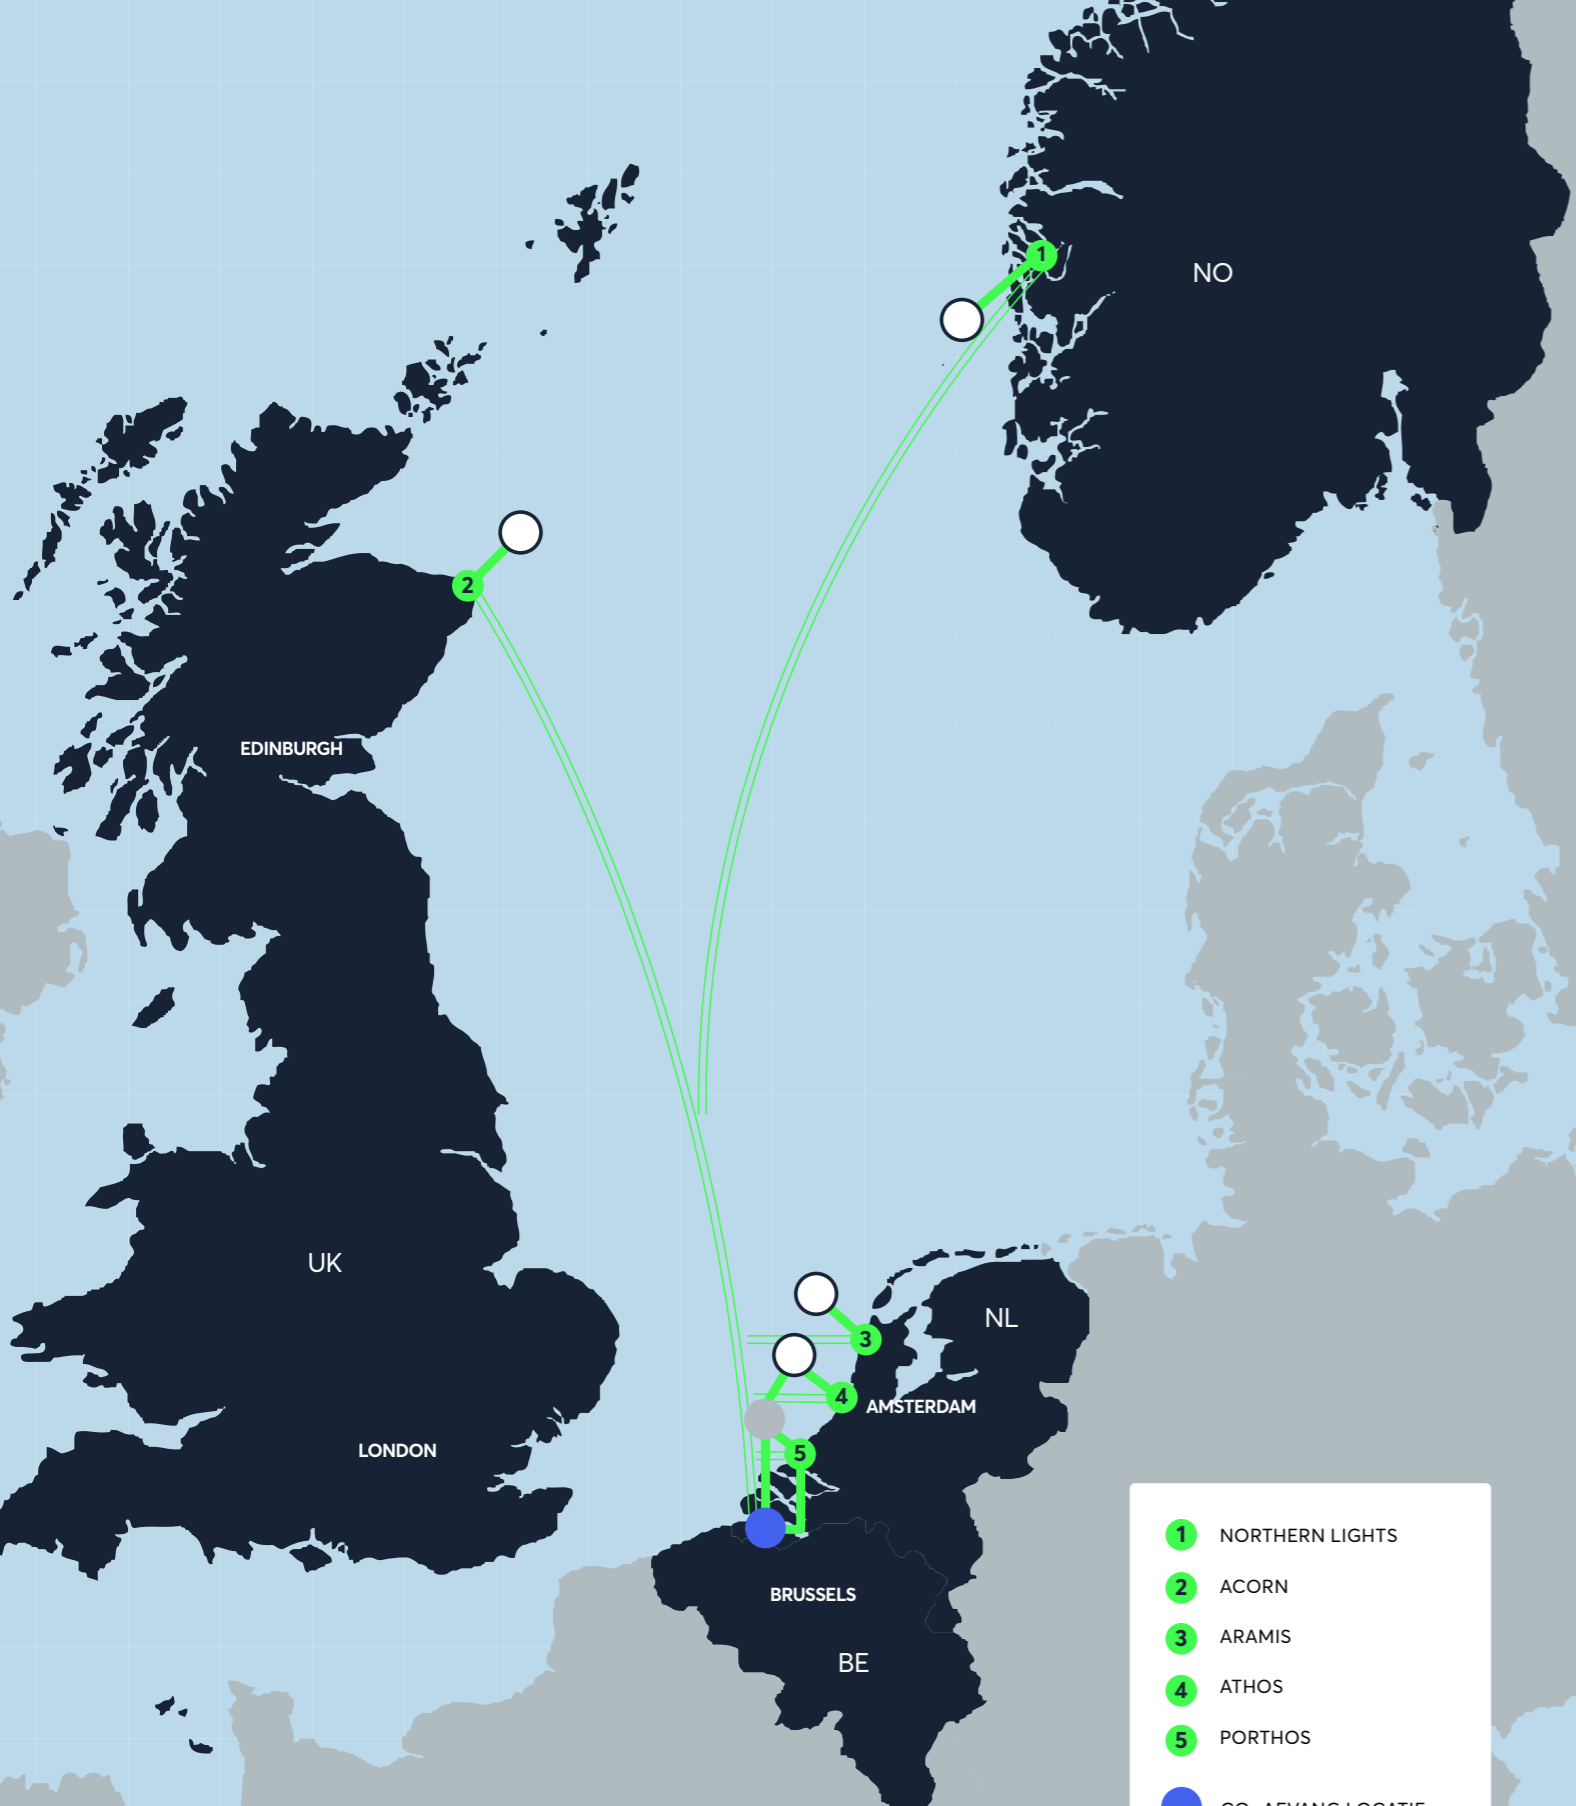 1
NO
2
EDINBURGH
UK
NL
3
4
AMSTERDAM
LONDON
5
BRUSSELS
BE
1 NORTHERN LIGHTS
2 ACORN
3 ARAMIS
4 ATHOS
5 PORTHOS